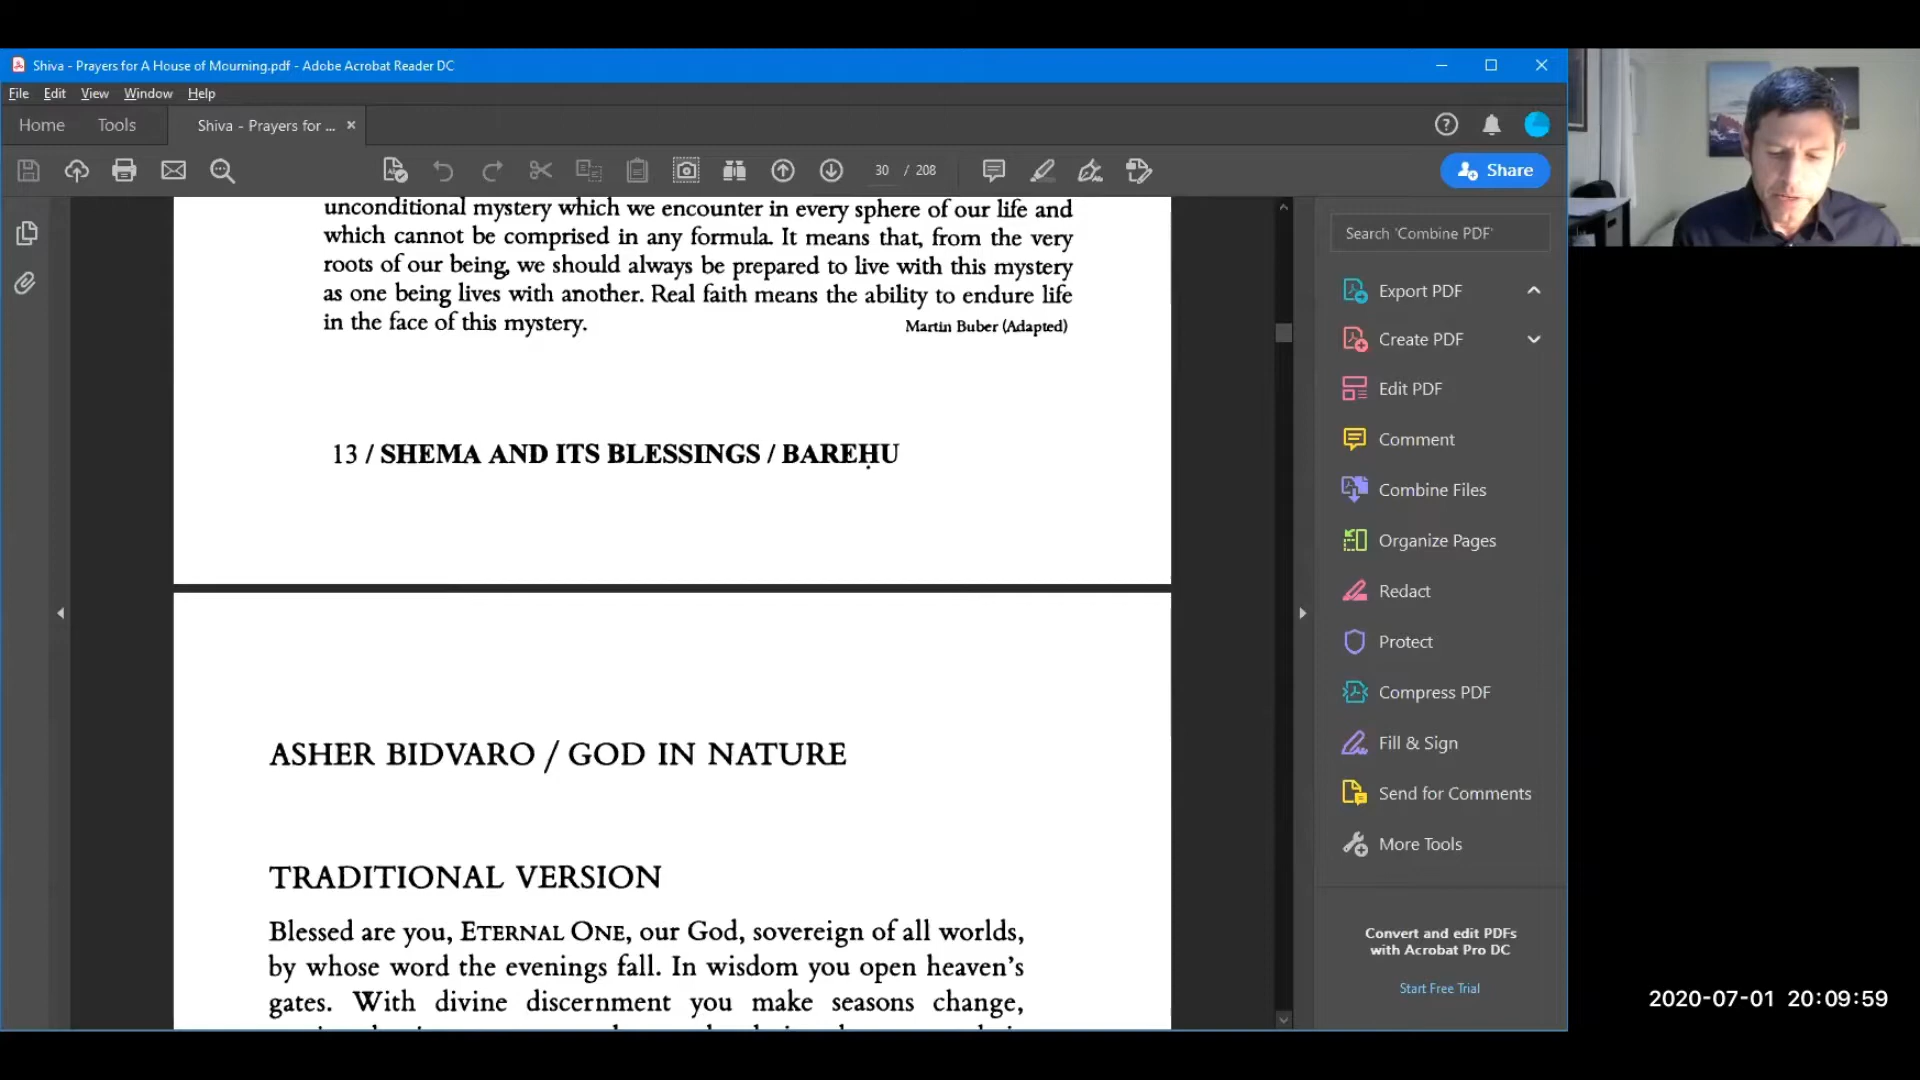 Shiva - Prayers for A House of Mourning.pdf - Adobe Acrobat Reader DC
File Edit View Window Help
Home Tools Shiva - Prayers for ... ×
30 / 208
Share
unconditional mystery which we encounter in every sphere of our life and
which cannot be comprised in any formula. It means that, from the very
roots of our being, we should always be prepared to live with this mystery
as one being lives with another. Real faith means the ability to endure life
in the face of this mystery.
Martin Buber (Adapted)
13 / SHEMA AND ITS BLESSINGS / BAREḤU
ASHER BIDVARO / GOD IN NATURE
TRADITIONAL VERSION
Blessed are you, ETERNAL ONE, our God, sovereign of all worlds,
by whose word the evenings fall. In wisdom you open heaven's
gates. With divine discernment you make seasons change,
Search 'Combine PDF'
Export PDF
Create PDF
Edit PDF
Comment
Combine Files
Organize Pages
Redact
Protect
Compress PDF
Fill & Sign
Send for Comments
More Tools
Convert and edit PDFs
with Acrobat Pro DC
Start Free Trial
2020-07-01 20:09:59